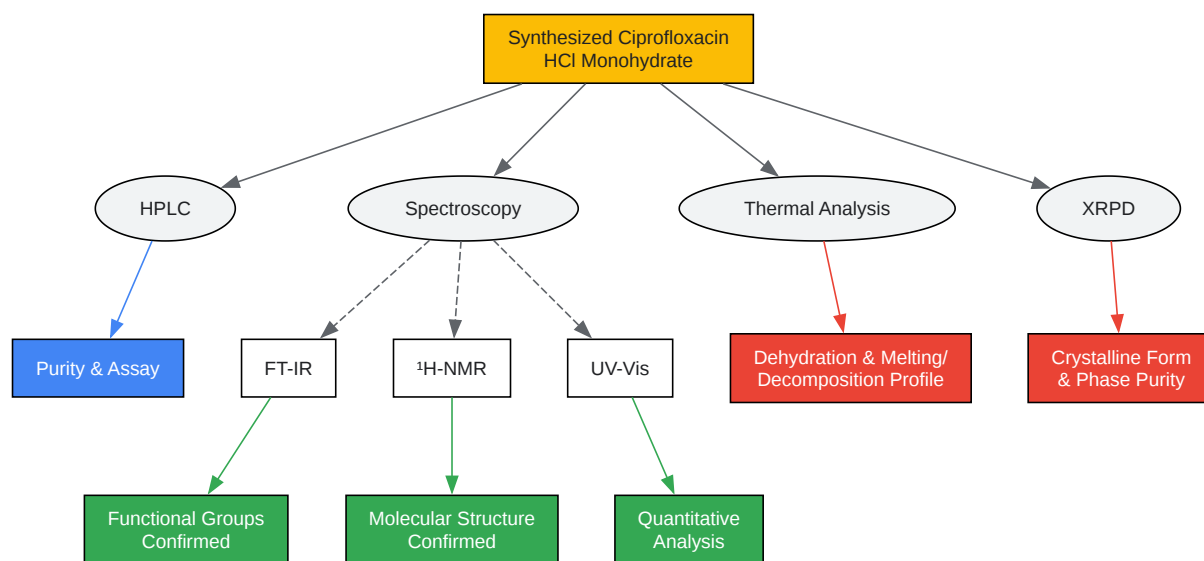 Synthesized Ciprofloxacin
HCl Monohydrate
HPLC
Spectroscopy
Thermal Analysis
XRPD
Purity & Assay
FT-IR
¹H-NMR
UV-Vis
Dehydration & Melting/
Decomposition Profile
Crystalline Form
& Phase Purity
Functional Groups
Confirmed
Molecular Structure
Confirmed
Quantitative
Analysis